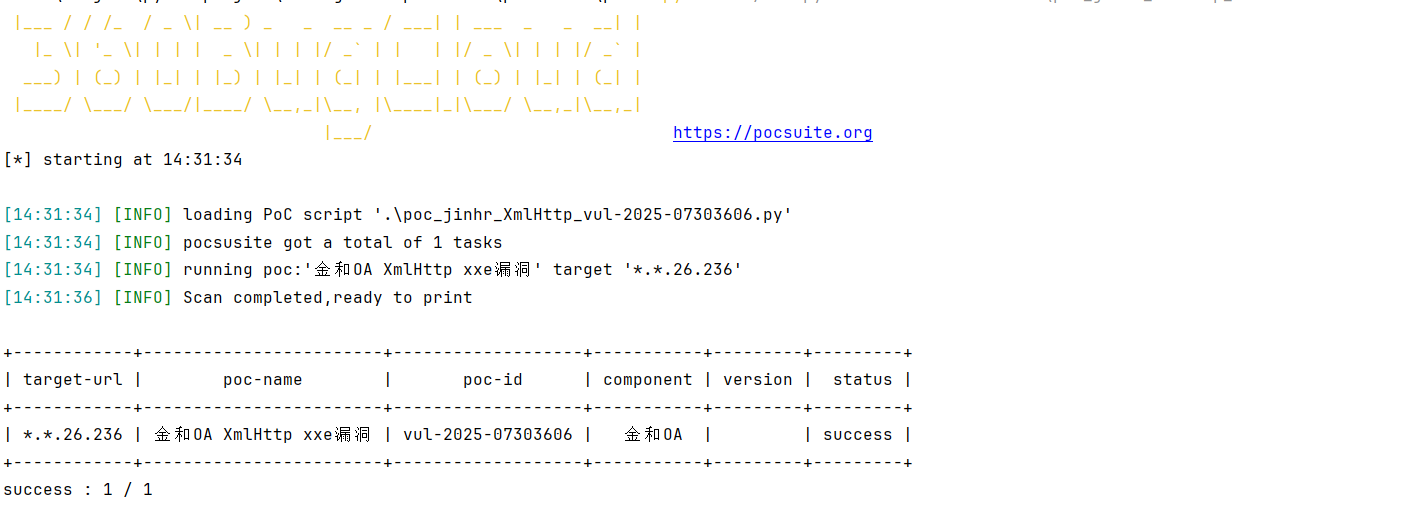 |___ / / /_  / _ \| __ ) _   _  __ _ / ___| | ___  _   _  __| |
  |_ \| '_ \| | | |  _ \| | | |/ _` | |   | |/ _ \| | | |/ _` |
 ___) | (_) | |_| | |_) | |_| | (_| | |___| | (_) | |_| | (_| |
|____/ \___/ \___/|____/ \__,_|\__, |\____|_|\___/ \__,_|\__,_|
                               |___/                              https://pocsuite.org
[*] starting at 14:31:34
[14:31:34] [INFO] loading PoC script '.\poc_jinhr_XmlHttp_vul-2025-07303606.py'
[14:31:34] [INFO] pocsusite got a total of 1 tasks
[14:31:34] [INFO] running poc:'金和OA XmlHttp xxe漏洞' target '*.*.26.236'
[14:31:36] [INFO] Scan completed,ready to print
+------------+------------------------+-------------------+-----------+---------+---------+
| target-url |        poc-name        |       poc-id      | component | version |  status |
+------------+------------------------+-------------------+-----------+---------+---------+
| *.*.26.236 | 金和OA XmlHttp xxe漏洞 | vul-2025-07303606 |   金和OA  |         | success |
+------------+------------------------+-------------------+-----------+---------+---------+
success : 1 / 1